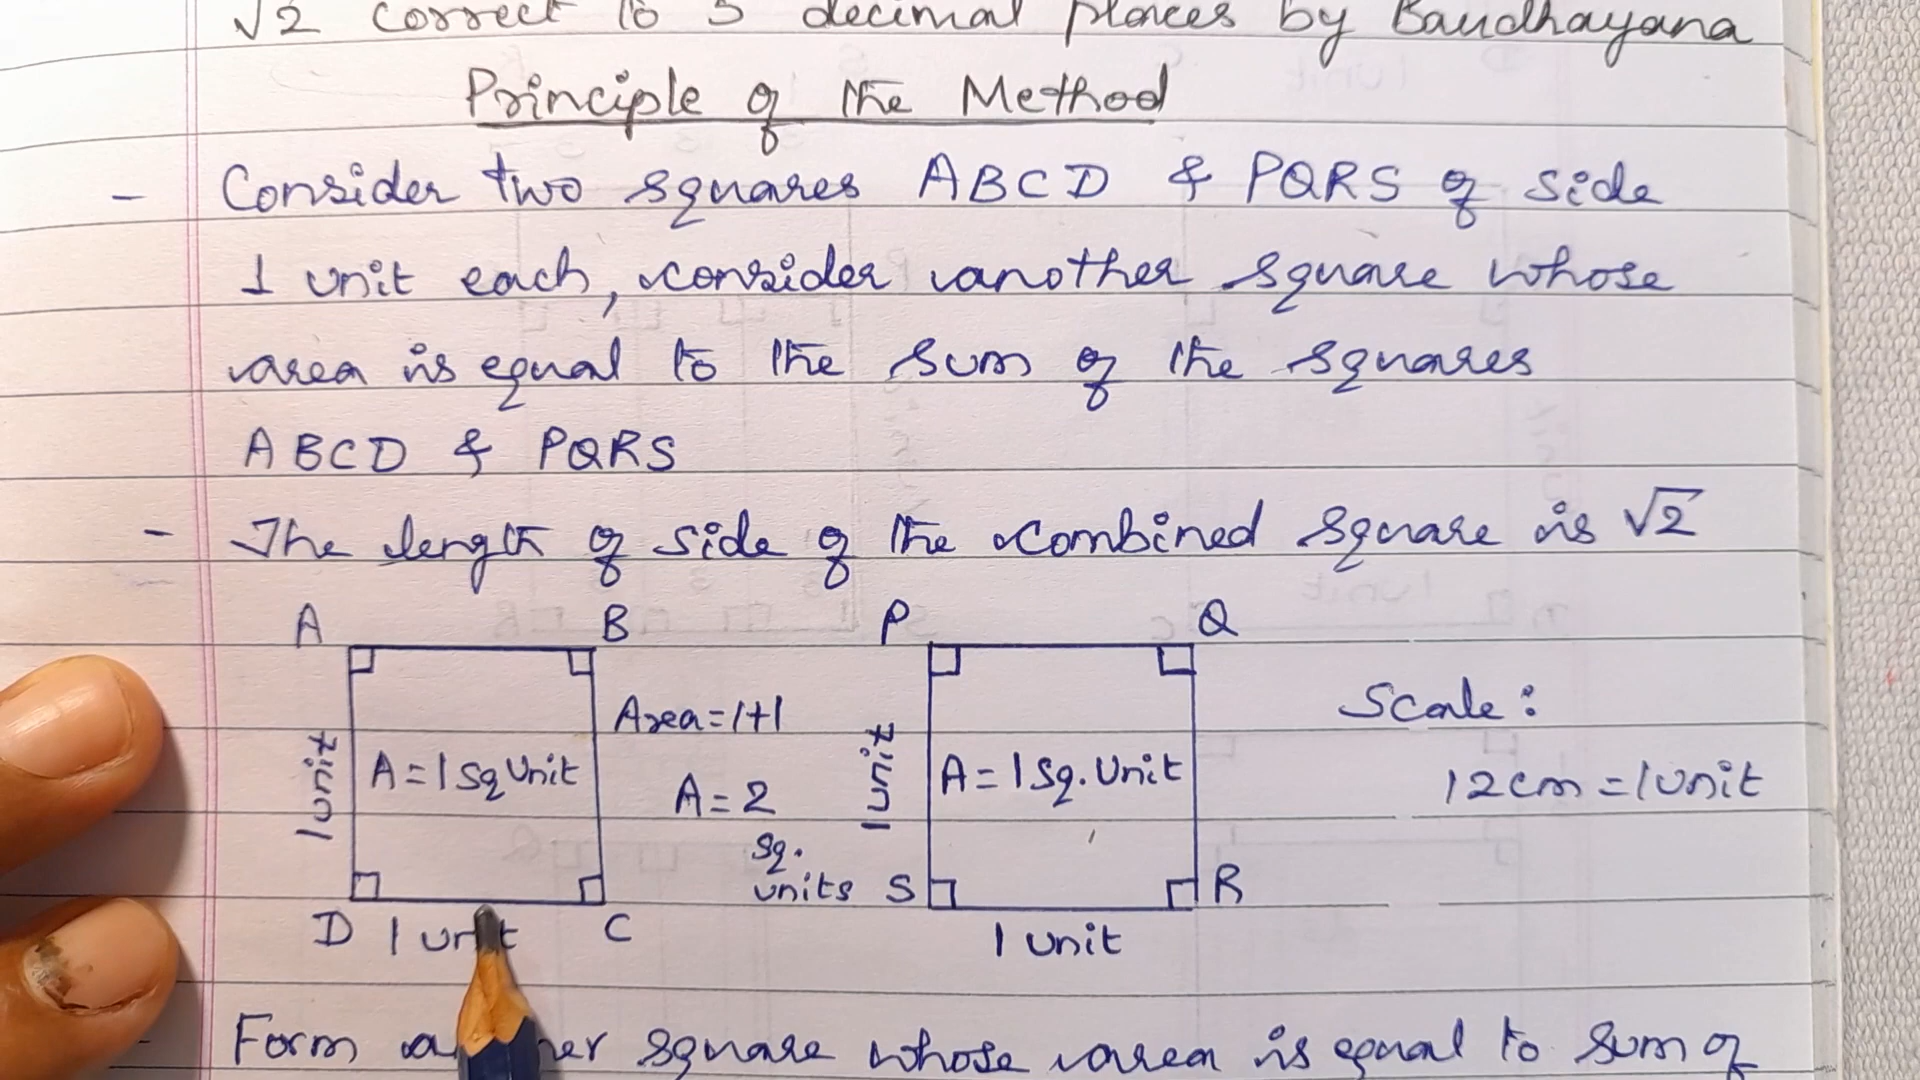 √2 correct to 5 decimal places by Baudhayana
Principle of the Method
- Consider two squares ABCD & PQRS of side
1 unit each, consider another square whose
area is equal to the sum of the squares
ABCD & PQRS
- The length of side of the combined square is √2
A B P Q
1 unit A = 1 Sq Unit Area = 1+1 1 unit A = 1 Sq. Unit Scale:
A = 2 12 cm = 1 Unit
Sq.
units S R
D 1 unit C 1 Unit
- Form square whose area is equal to sum of